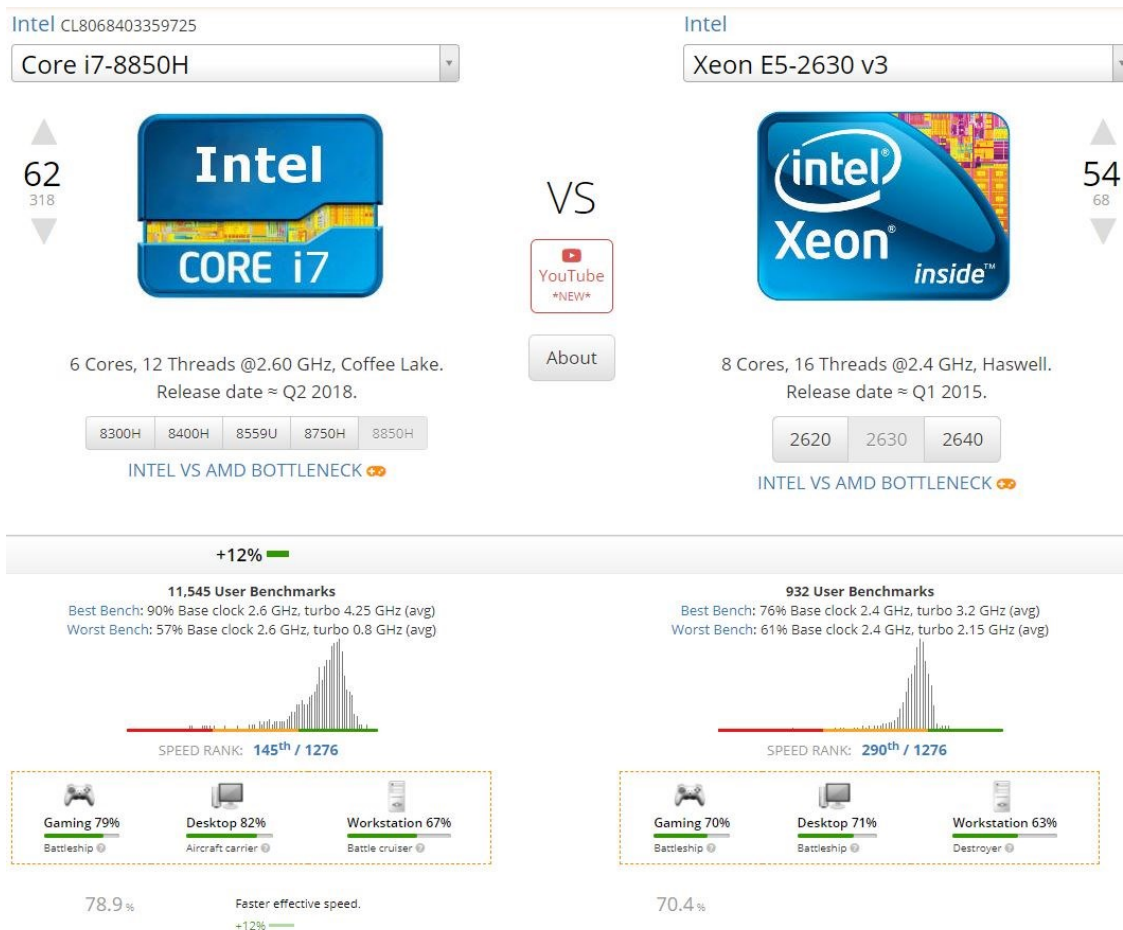 Intel CL8068403359725
Core i7-8850H
62
318
Intel
CORE i7
6 Cores, 12 Threads @2.60 GHz, Coffee Lake.
Release date ≈ Q2 2018.
8300H 8400H 8559U 8750H 8850H
INTEL VS AMD BOTTLENECK
VS
YouTube
*NEW*
About
Intel
Xeon E5-2630 v3
54
68
intel®
Xeon®
inside™
8 Cores, 16 Threads @2.4 GHz, Haswell.
Release date ≈ Q1 2015.
2620 2630 2640
INTEL VS AMD BOTTLENECK
+12%
11,545 User Benchmarks
Best Bench: 90% Base clock 2.6 GHz, turbo 4.25 GHz (avg)
Worst Bench: 57% Base clock 2.6 GHz, turbo 0.8 GHz (avg)
SPEED RANK: 145th / 1276
Gaming 79% Desktop 82% Workstation 67%
Battleship Aircraft carrier Battle cruiser
932 User Benchmarks
Best Bench: 76% Base clock 2.4 GHz, turbo 3.2 GHz (avg)
Worst Bench: 61% Base clock 2.4 GHz, turbo 2.15 GHz (avg)
SPEED RANK: 290th / 1276
Gaming 70% Desktop 71% Workstation 63%
Battleship Battleship Destroyer
78.9 % Faster effective speed. 70.4 %
+12%